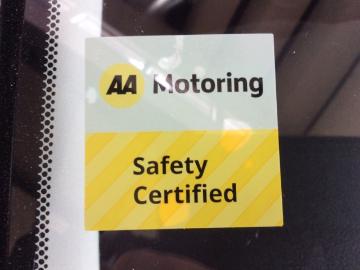 AA Motoring
Safety
Certified